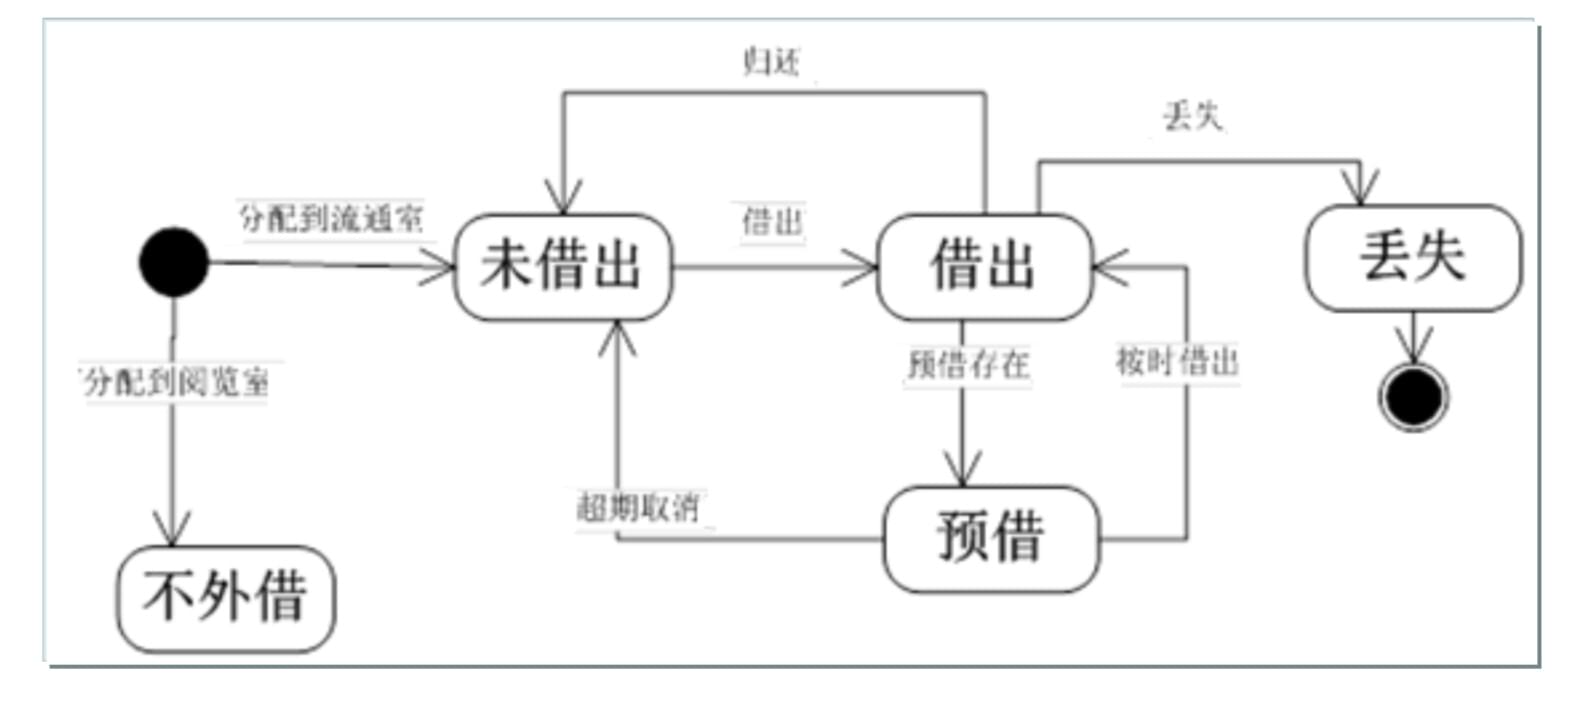 归还
丢失
分配到流通室
借出
未借出
借出
丢失
预借存在
按时借出
分配到阅览室
超期取消
预借
不外借